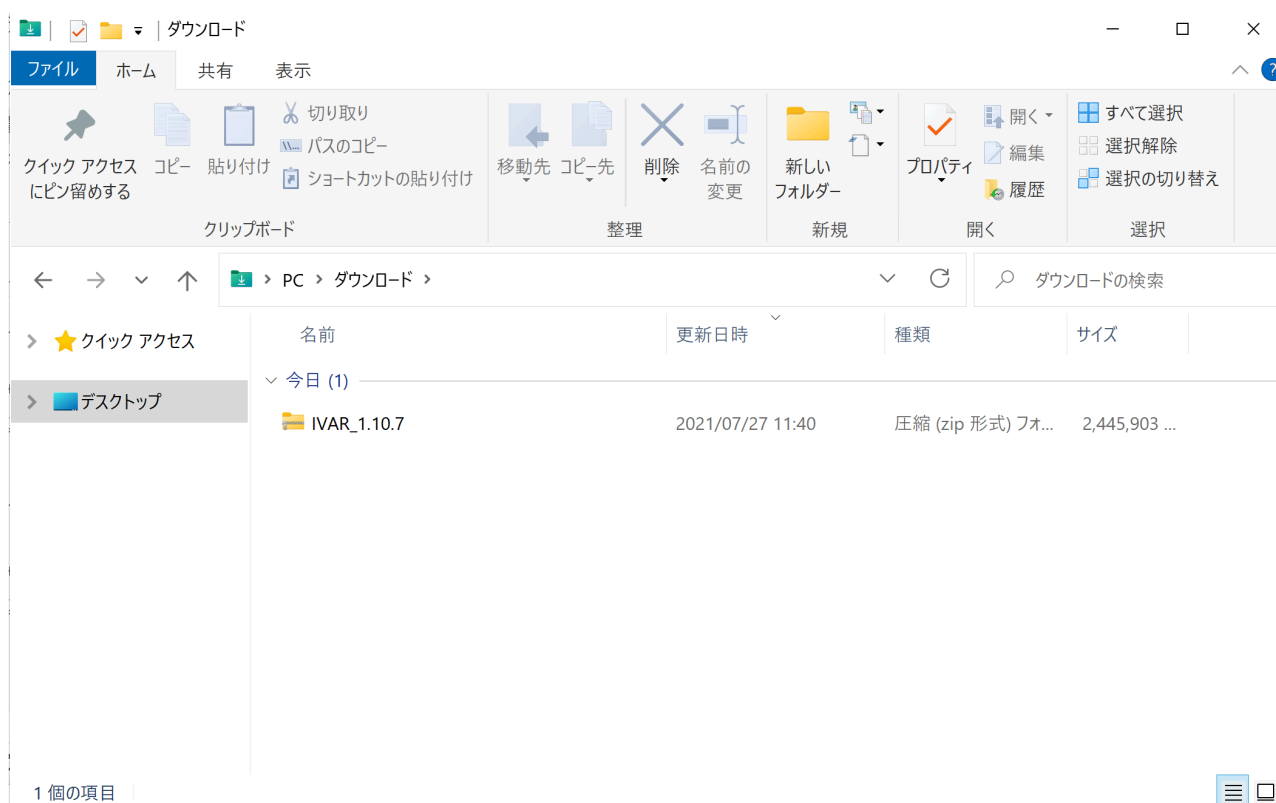 ダウンロード
ファイル ホーム 共有 表示
クイック アクセス
にピン留めする
コピー
貼り付け
切り取り
パスのコピー
ショートカットの貼り付け
クリップボード
移動先
コピー先
削除
名前の
変更
整理
新しい
フォルダー
新規
プロパティ
開く
編集
履歴
開く
すべて選択
選択解除
選択の切り替え
選択
PC ダウンロード
ダウンロードの検索
クイック アクセス
デスクトップ
名前 更新日時 種類 サイズ
今日 (1)
IVAR_1.10.7 2021/07/27 11:40 圧縮 (zip 形式) フォ... 2,445,903 ...
1 個の項目